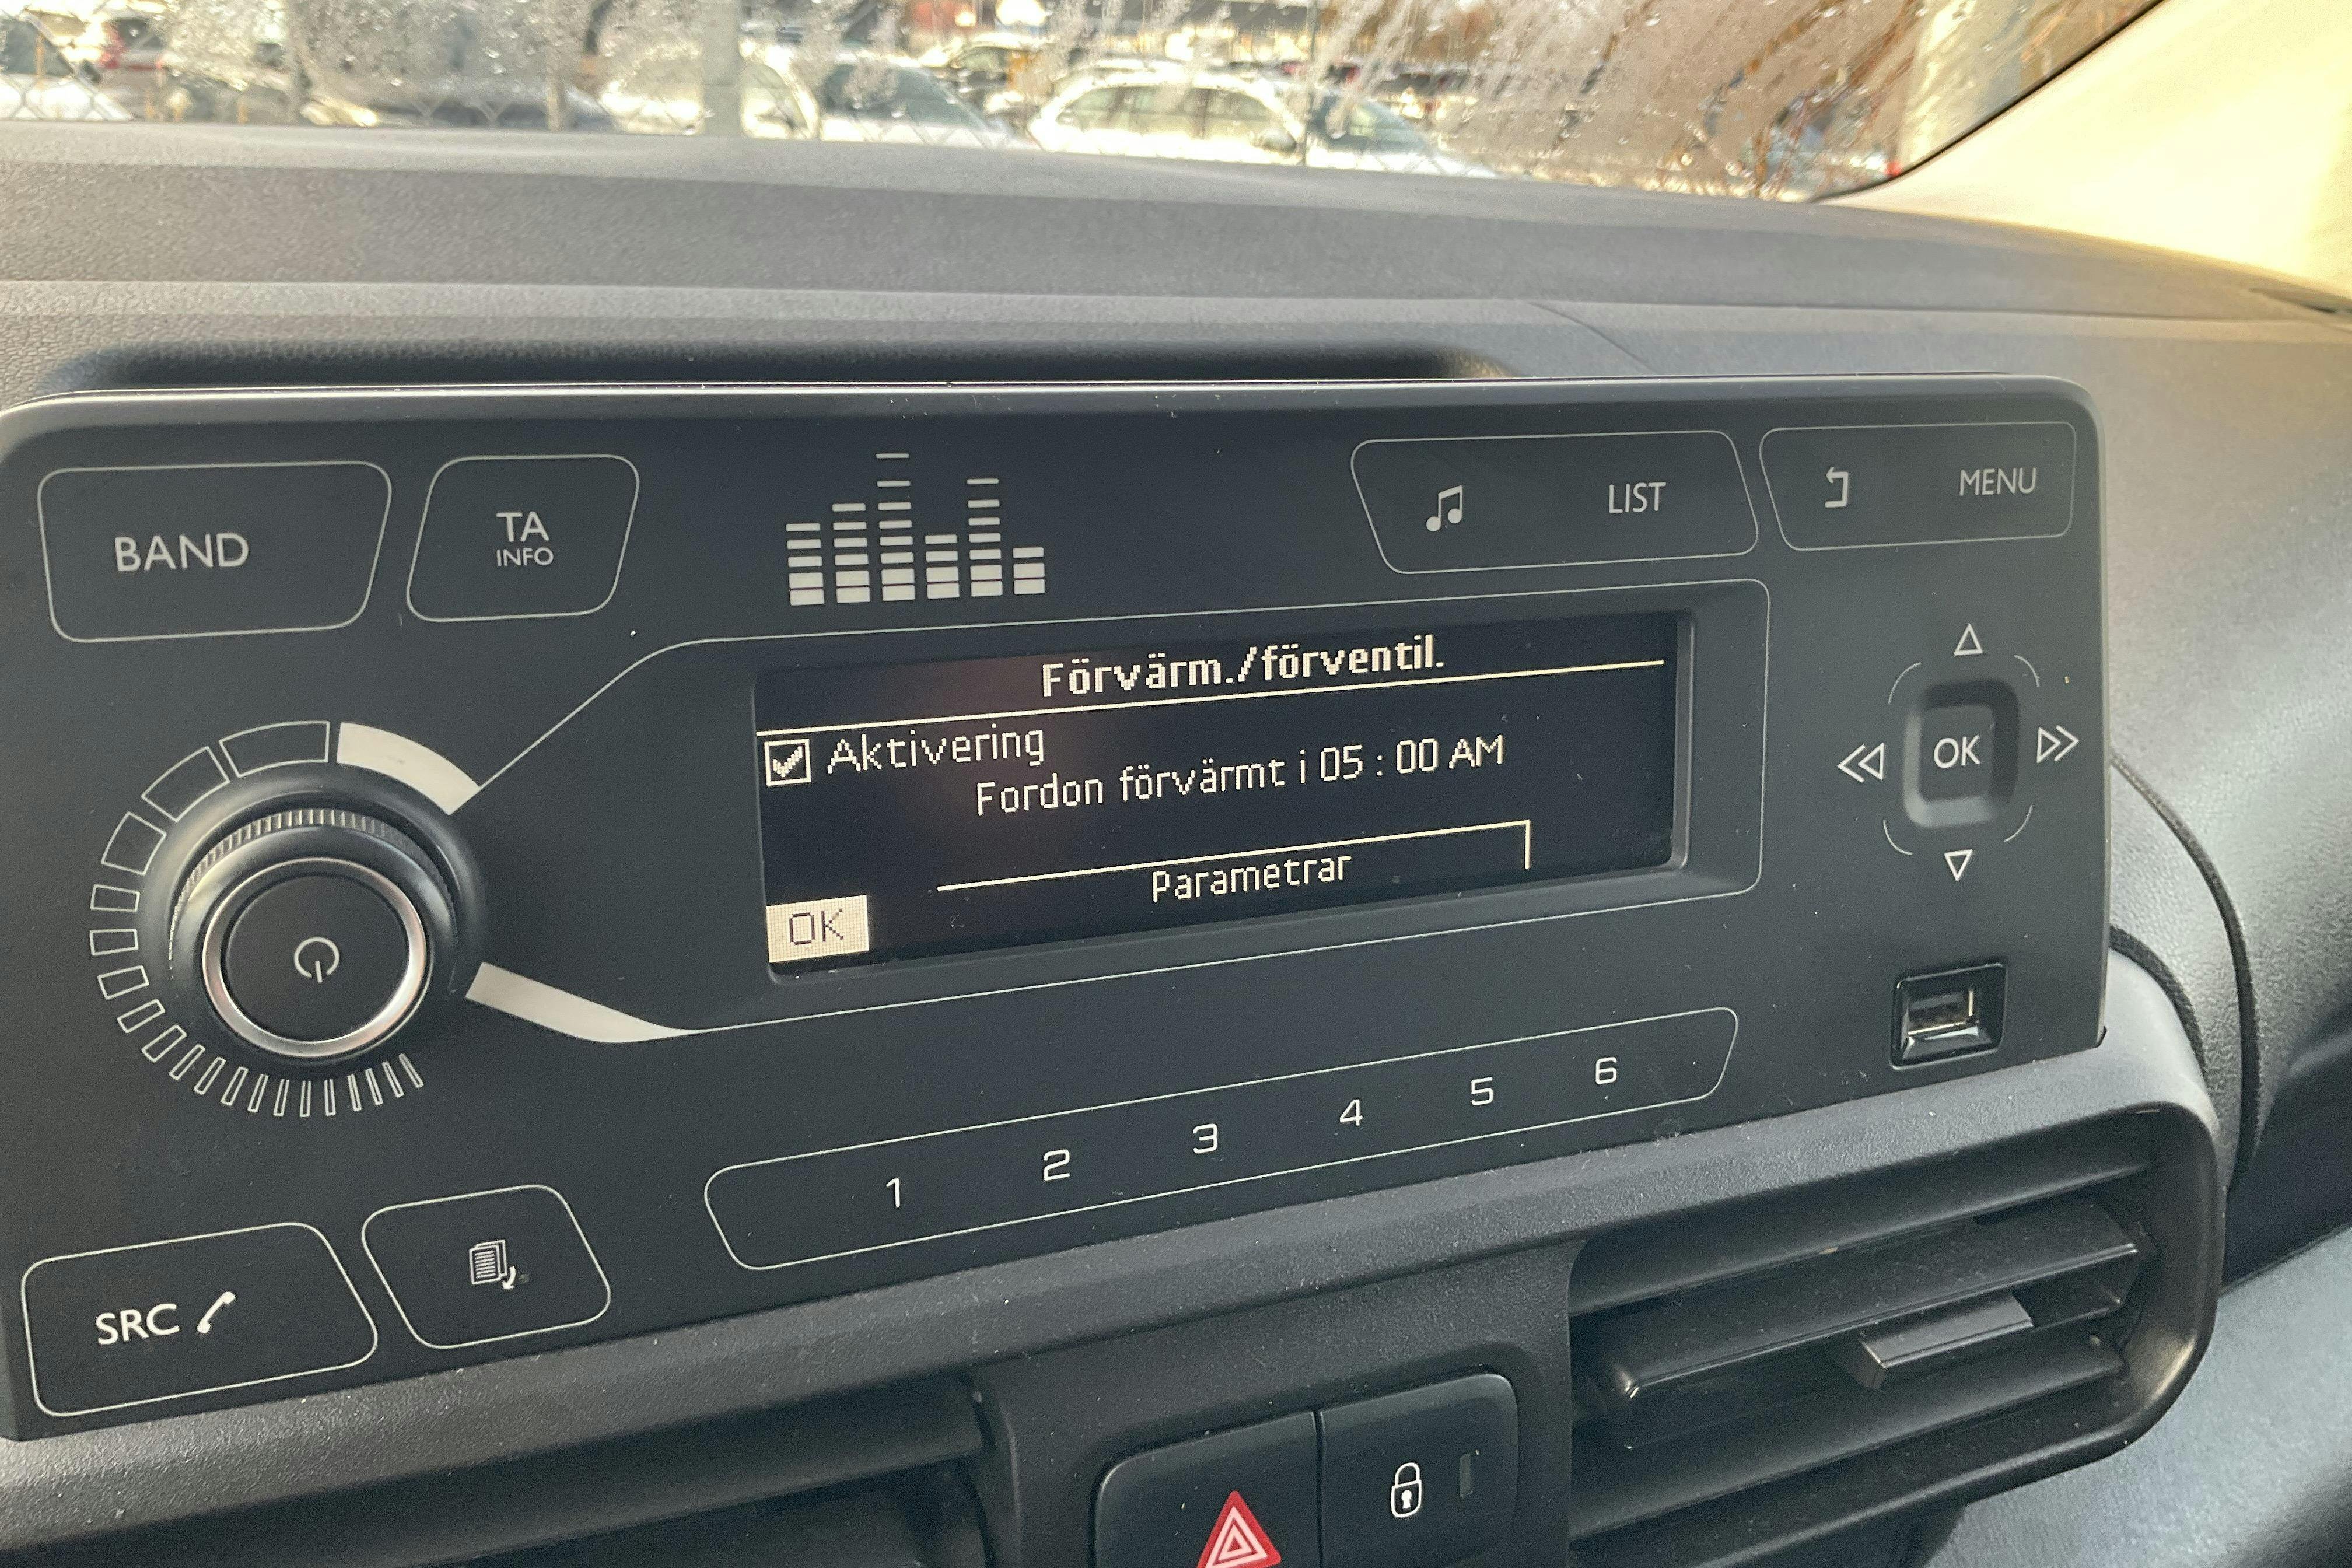 BAND
TA
INFO
LIST
MENU
Förvärm./förventil.
Aktivering
Fordon förvärmt i 05 : 00 AM
Parametrar
OK
OK
1 2 3 4 5 6
SRC